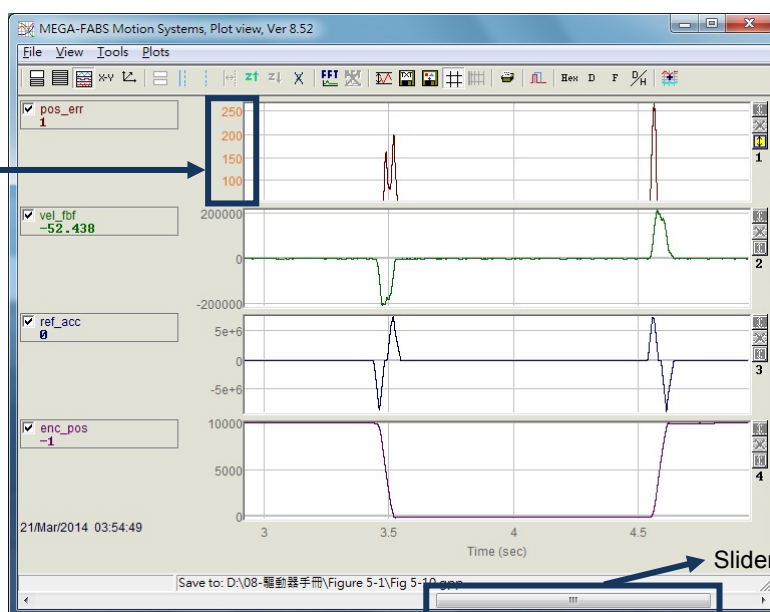 MEGA-FABS Motion Systems, Plot view, Ver 8.52
File View Tools Plots
X-Y FFT Hex D F D/H
pos_err
1
250
200
150
100
1
vel_fbf
-52.438
200000
0
-200000
2
ref_acc
0
5e+6
0
-5e+6
3
enc_pos
-1
10000
5000
0
4
21/Mar/2014 03:54:49
3 3.5 4 4.5
Time (sec)
Slider
Save to: D:\08-驅動器手冊\Figure 5-1\Fig 5-10.gpp